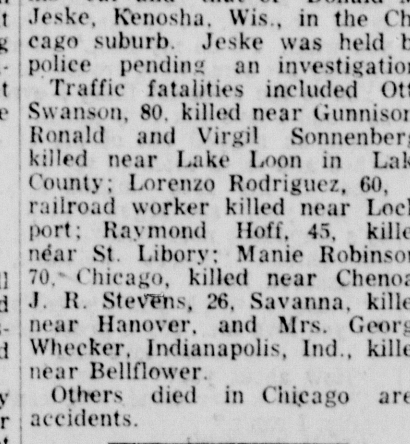 Jeske, Kenosha, Wis., in the Ch
cago suburb. Jeske was held b
police pending an investigation
Traffic fatalities included Ott
Swanson, 80, killed near Gunnison
Ronald and Virgil Sonnenberg
killed near Lake Loon in Lak
County; Lorenzo Rodriguez, 60,
railroad worker killed near Lock
port; Raymond Hoff, 45, kille
near St. Libory; Manie Robinson
70, Chicago, killed near Chenoa
J. R. Stevens, 26, Savanna, kille
near Hanover, and Mrs. Georg
Whecker, Indianapolis, Ind., kille
near Bellflower.
Others died in Chicago are
accidents.